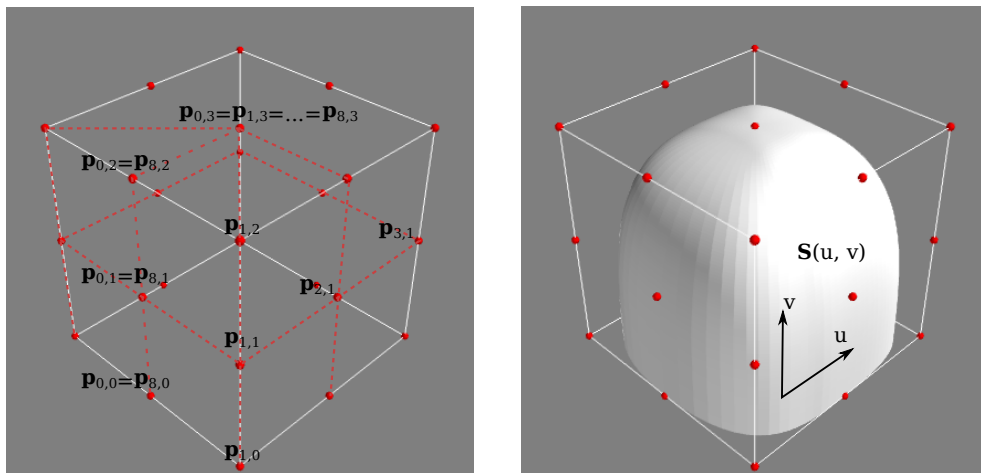 p0,3=p1,3=...=p8,3
p0,2=p8,2
p1,2
p3,1
p0,1=p8,1
p2,1
p1,1
p0,0=p8,0
p1,0
S(u, v)
v
u